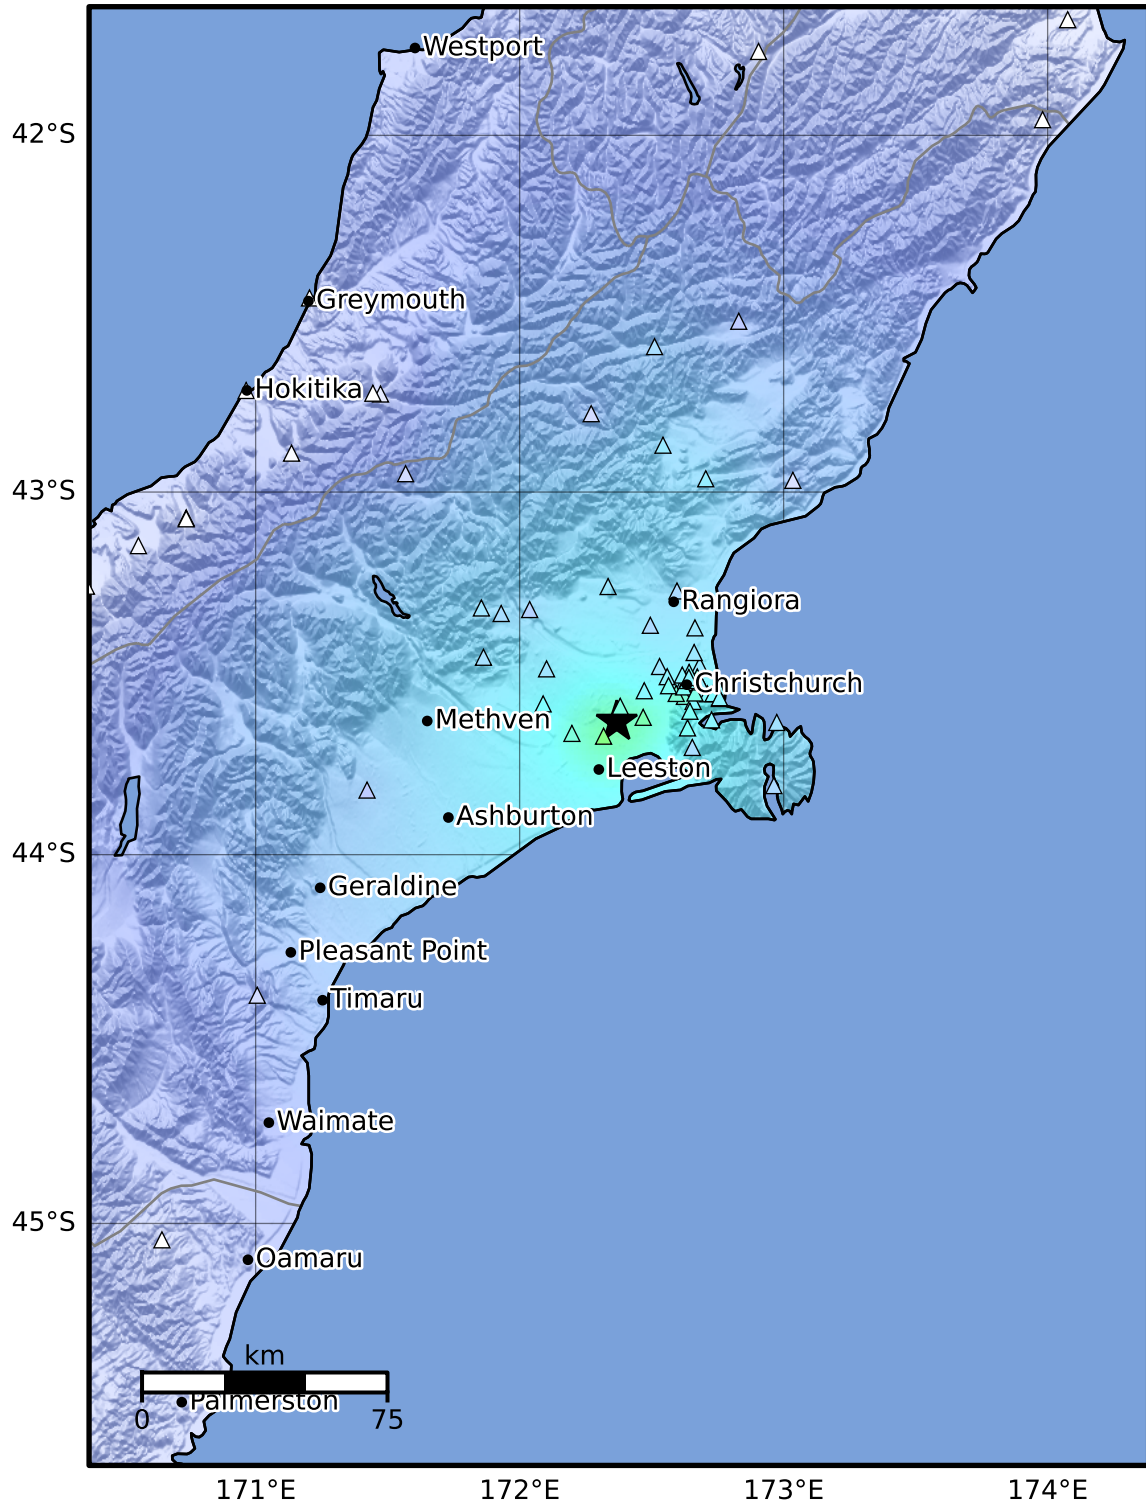 Westport
42°S
Greymouth
Hokitika
43°S
Rangiora
Christchurch
Methven
Leeston
Ashburton
44°S
Geraldine
Pleasant Point
Timaru
Waimate
45°S
Oamaru
km
Palmerston
0 75
171°E 172°E 173°E 174°E